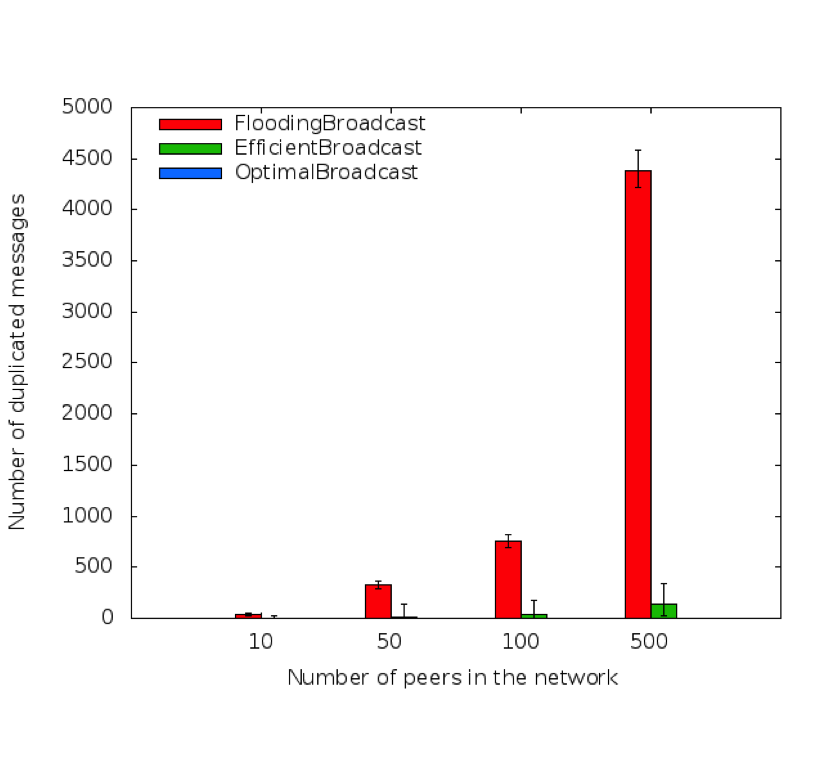 5000
4500
4000
3500
3000
2500
2000
1500
1000
500
0
FloodingBroadcast
EfficientBroadcast
OptimalBroadcast
Number of duplicated messages
10 50 100 500
Number of peers in the network